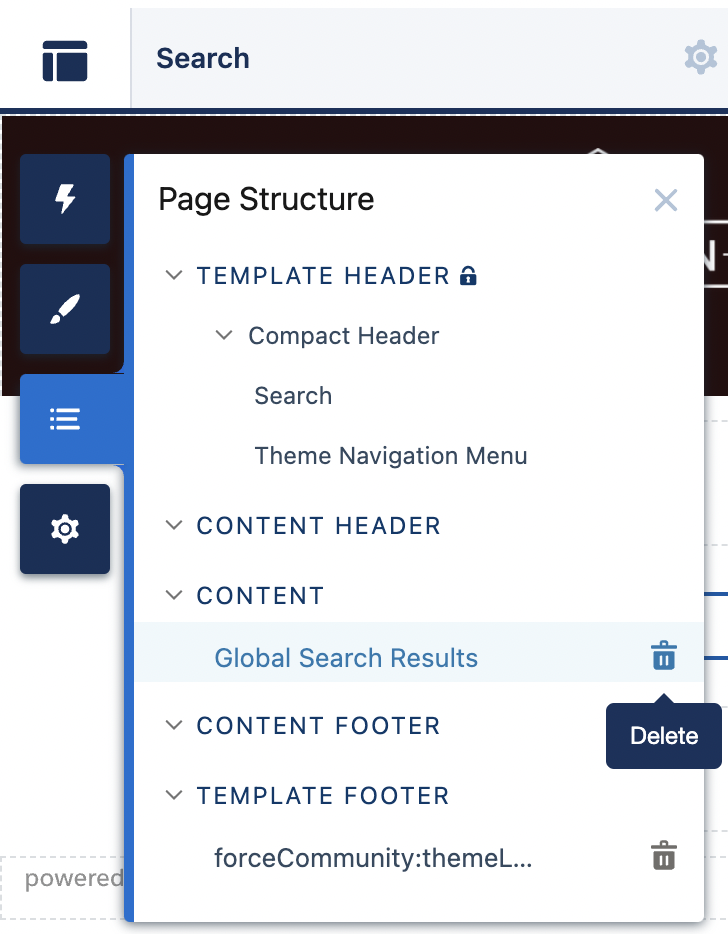 Search
Page Structure
TEMPLATE HEADER
Compact Header
Search
Theme Navigation Menu
CONTENT HEADER
CONTENT
Global Search Results
Delete
CONTENT FOOTER
TEMPLATE FOOTER
forceCommunity:themeL...
powered